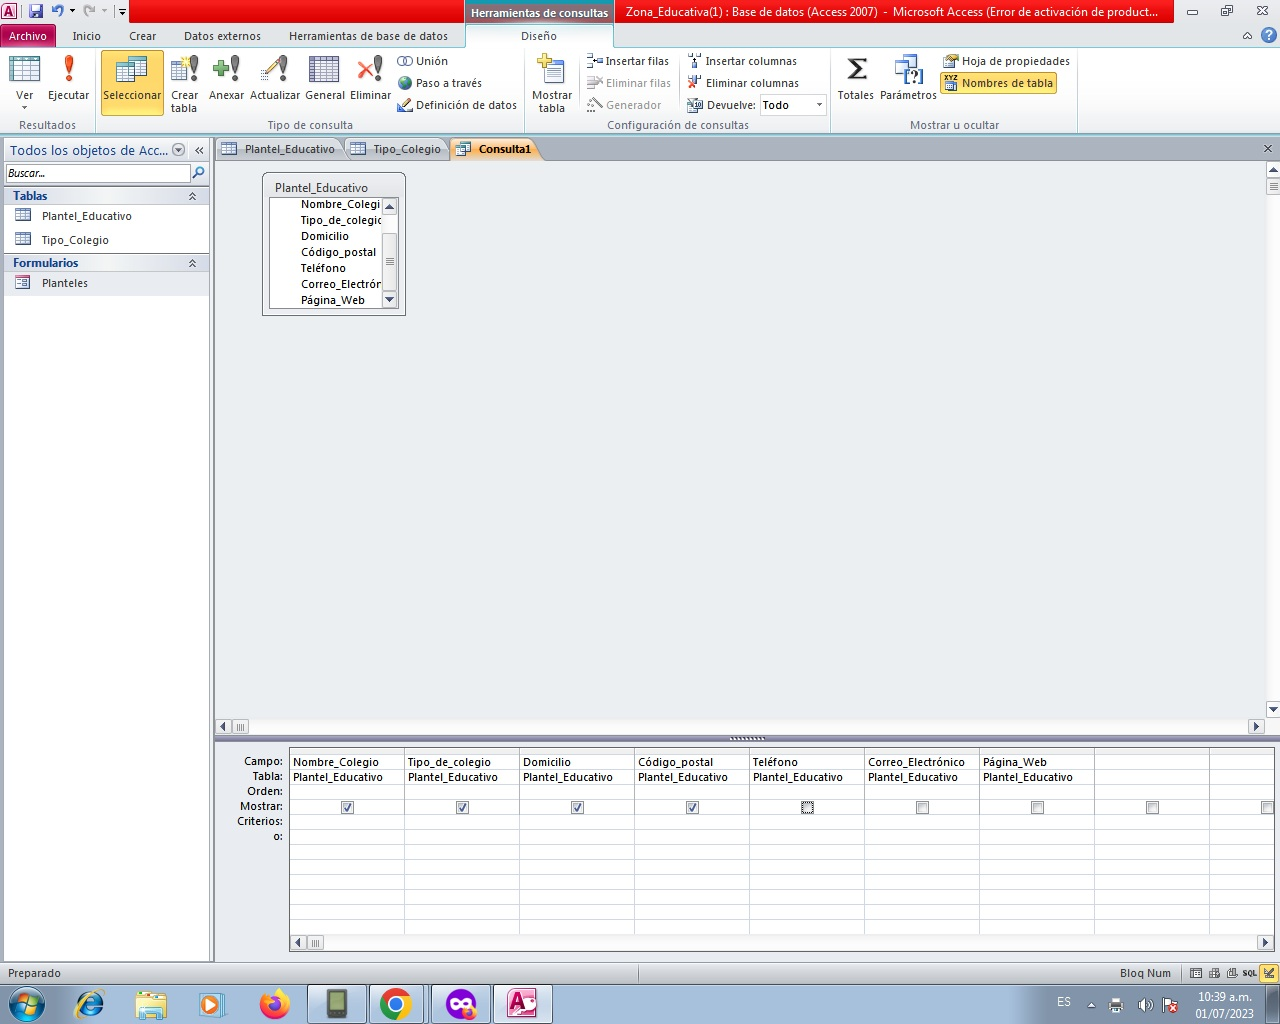 Herramientas de consultas
Zona_Educativa(1) : Base de datos (Access 2007) - Microsoft Access (Error de activación de product...
Archivo Inicio Crear Datos externos Herramientas de base de datos Diseño
Ver Ejecutar
Resultados
Seleccionar Crear tabla Anexar Actualizar General Eliminar
Unión
Paso a través
Definición de datos
Tipo de consulta
Mostrar tabla
Insertar filas
Eliminar filas
Generador
Insertar columnas
Eliminar columnas
Devuelve: Todo
Configuración de consultas
Totales Parámetros
Hoja de propiedades
Nombres de tabla
Mostrar u ocultar
Todos los objetos de Acc...
Buscar...
Tablas
Plantel_Educativo
Tipo_Colegio
Formularios
Planteles
Plantel_Educativo Tipo_Colegio Consulta1
Plantel_Educativo
Nombre_Colegi
Tipo_de_colegio
Domicilio
Código_postal
Teléfono
Correo_Electrón
Página_Web
Campo: Nombre_Colegio Tipo_de_colegio Domicilio Código_postal Teléfono Correo_Electrónico Página_Web
Tabla: Plantel_Educativo Plantel_Educativo Plantel_Educativo Plantel_Educativo Plantel_Educativo Plantel_Educativo Plantel_Educativo
Orden:
Mostrar:
Criterios:
o:
Preparado
Bloq Num
SQL
ES
10:39 a.m.
01/07/2023